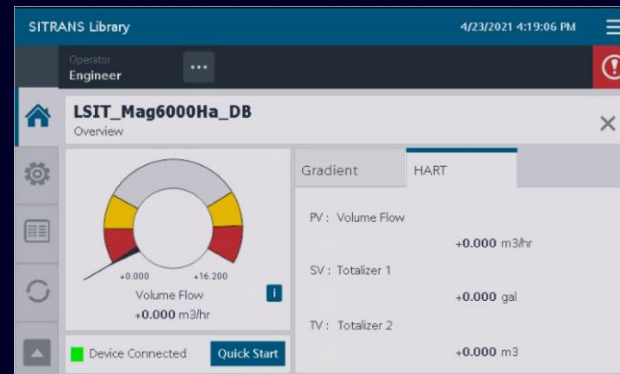 SITRANS Library
4/23/2021 4:19:06 PM
Operator
Engineer
...
LSIT_Mag6000Ha_DB
Overview
+0.000 +16.200
Volume Flow
+0.000 m3/hr
i
Device Connected
Quick Start
Gradient
HART
PV : Volume Flow
+0.000 m3/hr
SV : Totalizer 1
+0.000 gal
TV : Totalizer 2
+0.000 m3